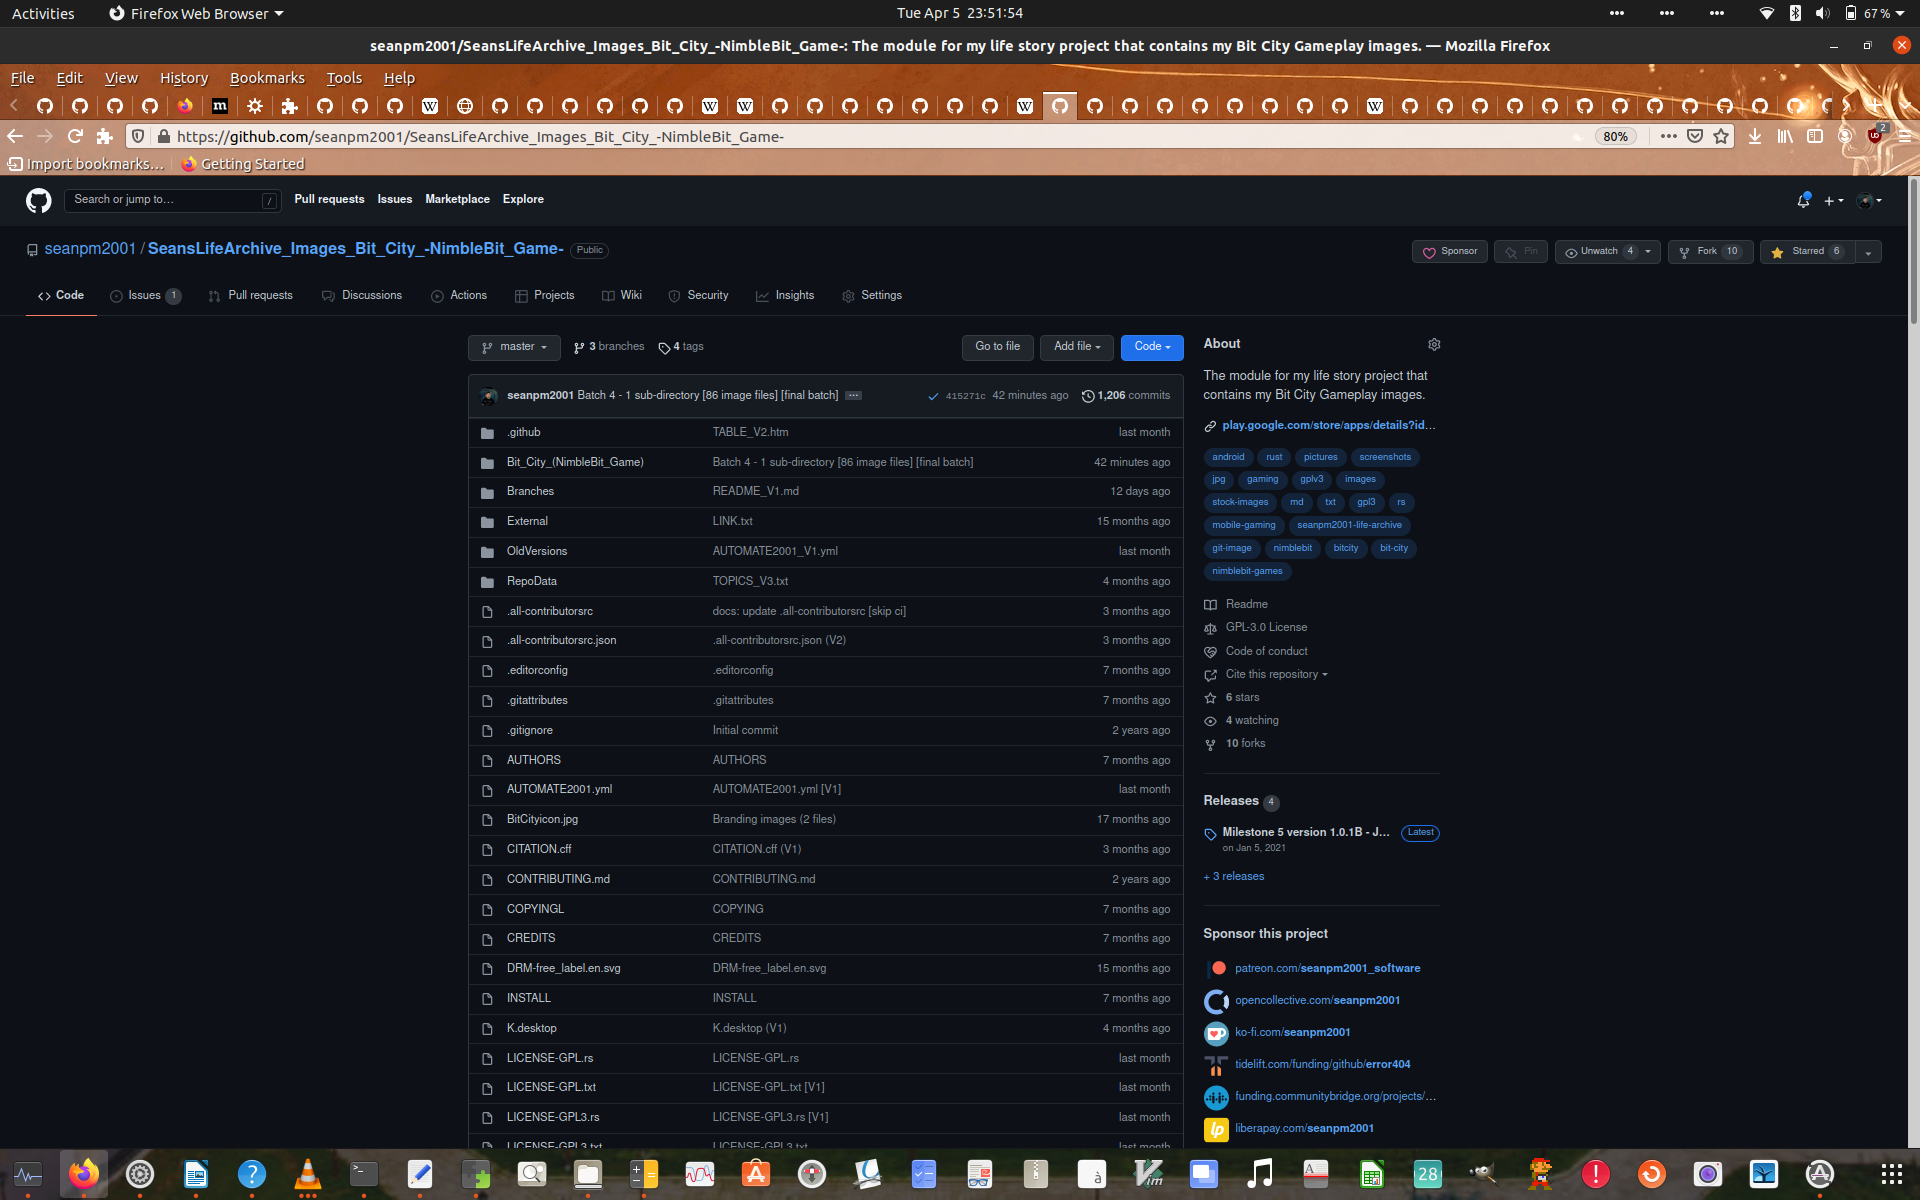 Activities Firefox Web Browser Tue Apr 5 23:51:54 67 %
seanpm2001/SeansLifeArchive_Images_Bit_City_-NimbleBit_Game-: The module for my life story project that contains my Bit City Gameplay images. — Mozilla Firefox
File Edit View History Bookmarks Tools Help
https://github.com/seanpm2001/SeansLifeArchive_Images_Bit_City_-NimbleBit_Game- 80% 2
Import bookmarks... Getting Started
Search or jump to... / Pull requests Issues Marketplace Explore
seanpm2001 / SeansLifeArchive_Images_Bit_City_-NimbleBit_Game- Public Sponsor Pin Unwatch 4 Fork 10 Starred 6
Code Issues 1 Pull requests Discussions Actions Projects Wiki Security Insights Settings
master 3 branches 4 tags Go to file Add file Code
seanpm2001 Batch 4 - 1 sub-directory [86 image files] [final batch] ... 415271c 42 minutes ago 1,206 commits
.github TABLE_V2.htm last month
Bit_City_(NimbleBit_Game) Batch 4 - 1 sub-directory [86 image files] [final batch] 42 minutes ago
Branches README_V1.md 12 days ago
External LINK.txt 15 months ago
OldVersions AUTOMATE2001_V1.yml last month
RepoData TOPICS_V3.txt 4 months ago
.all-contributorsrc docs: update .all-contributorsrc [skip ci] 3 months ago
.all-contributorsrc.json .all-contributorsrc.json (V2) 3 months ago
.editorconfig .editorconfig 7 months ago
.gitattributes .gitattributes 7 months ago
.gitignore Initial commit 2 years ago
AUTHORS AUTHORS 7 months ago
AUTOMATE2001.yml AUTOMATE2001.yml [V1] last month
BitCityicon.jpg Branding images (2 files) 17 months ago
CITATION.cff CITATION.cff (V1) 3 months ago
CONTRIBUTING.md CONTRIBUTING.md 2 years ago
COPYINGL COPYING 7 months ago
CREDITS CREDITS 7 months ago
DRM-free_label.en.svg DRM-free_label.en.svg 15 months ago
INSTALL INSTALL 7 months ago
K.desktop K.desktop (V1) 4 months ago
LICENSE-GPL.rs LICENSE-GPL.rs last month
LICENSE-GPL.txt LICENSE-GPL.txt [V1] last month
LICENSE-GPL3.rs LICENSE-GPL3.rs [V1] last month
LICENSE-GPL3.txt LICENSE-GPL3.txt last month
About
The module for my life story project that
contains my Bit City Gameplay images.
play.google.com/store/apps/details?id...
android rust pictures screenshots
jpg gaming gplv3 images
stock-images md txt gpl3 rs
mobile-gaming seanpm2001-life-archive
git-image nimblebit bitcity bit-city
nimblebit-games
Readme
GPL-3.0 License
Code of conduct
Cite this repository
6 stars
4 watching
10 forks
Releases 4
Milestone 5 version 1.0.1B - J... Latest
on Jan 5, 2021
+ 3 releases
Sponsor this project
patreon.com/seanpm2001_software
opencollective.com/seanpm2001
ko-fi.com/seanpm2001
tidelift.com/funding/github/error404
funding.communitybridge.org/projects/...
liberapay.com/seanpm2001
28